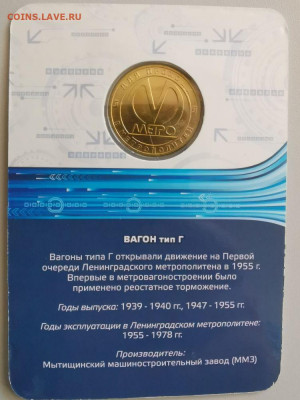 COINS.LAVE.RU
МЕТРО
ВАГОН тип Г
Вагоны типа Г открывали движение на Первой
очереди Ленинградского метрополитена в 1955 г.
Впервые в метровагоностроении было
применено реостатное торможение.
Годы выпуска: 1939 - 1940 гг., 1947 - 1955 гг.
Годы эксплуатации в Ленинградском метрополитене:
1955 - 1978 гг.
Производитель:
Мытищинский машиностроительный завод (ММЗ)